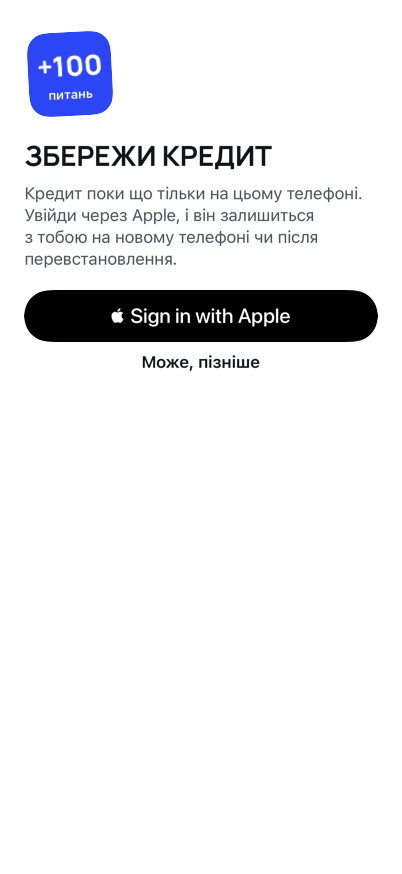 +100
питань
ЗБЕРЕЖИ КРЕДИТ
Кредит поки що тільки на цьому телефоні.
Увійди через Apple, і він залишиться
з тобою на новому телефоні чи після
перевстановлення.
Sign in with Apple
Може, пізніше